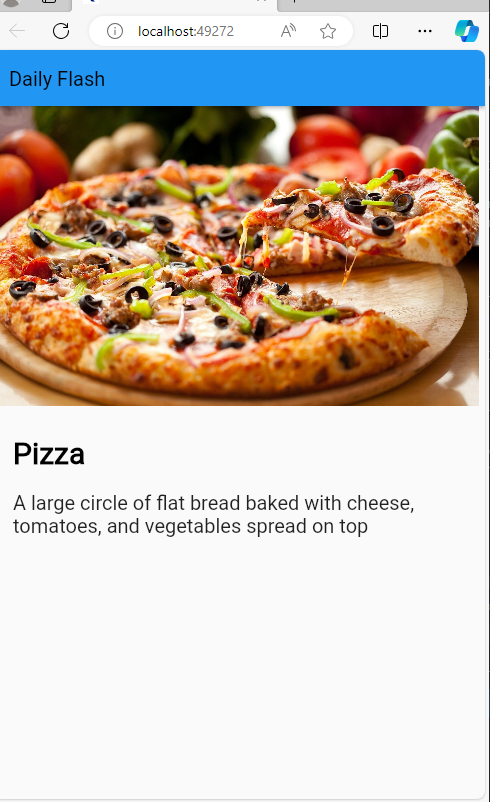 localhost:49272
Daily Flash
Pizza
A large circle of flat bread baked with cheese,
tomatoes, and vegetables spread on top